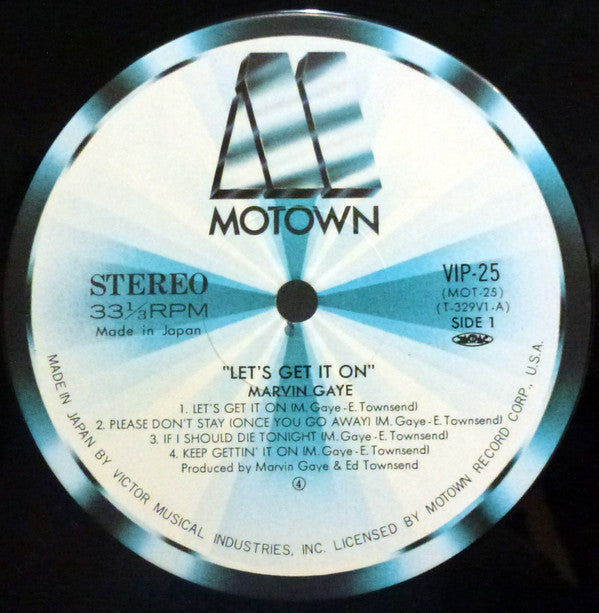 MOTOWN
STEREO
33⅓RPM
Made in Japan
VIP-25
(MOT-25)
(T-329V1-A)
SIDE 1
"LET'S GET IT ON"
MARVIN GAYE
1. LET'S GET IT ON (M. Gaye-E. Townsend)
2. PLEASE DON'T STAY (ONCE YOU GO AWAY) (M. Gaye-E. Townsend)
3. IF I SHOULD DIE TONIGHT (M. Gaye-E. Townsend)
4. KEEP GETTIN' IT ON (M. Gaye-E. Townsend)
Produced by Marvin Gaye & Ed Townsend
④
MADE IN JAPAN BY VICTOR MUSICAL INDUSTRIES, INC. LICENSED BY MOTOWN RECORD CORP., U.S.A.